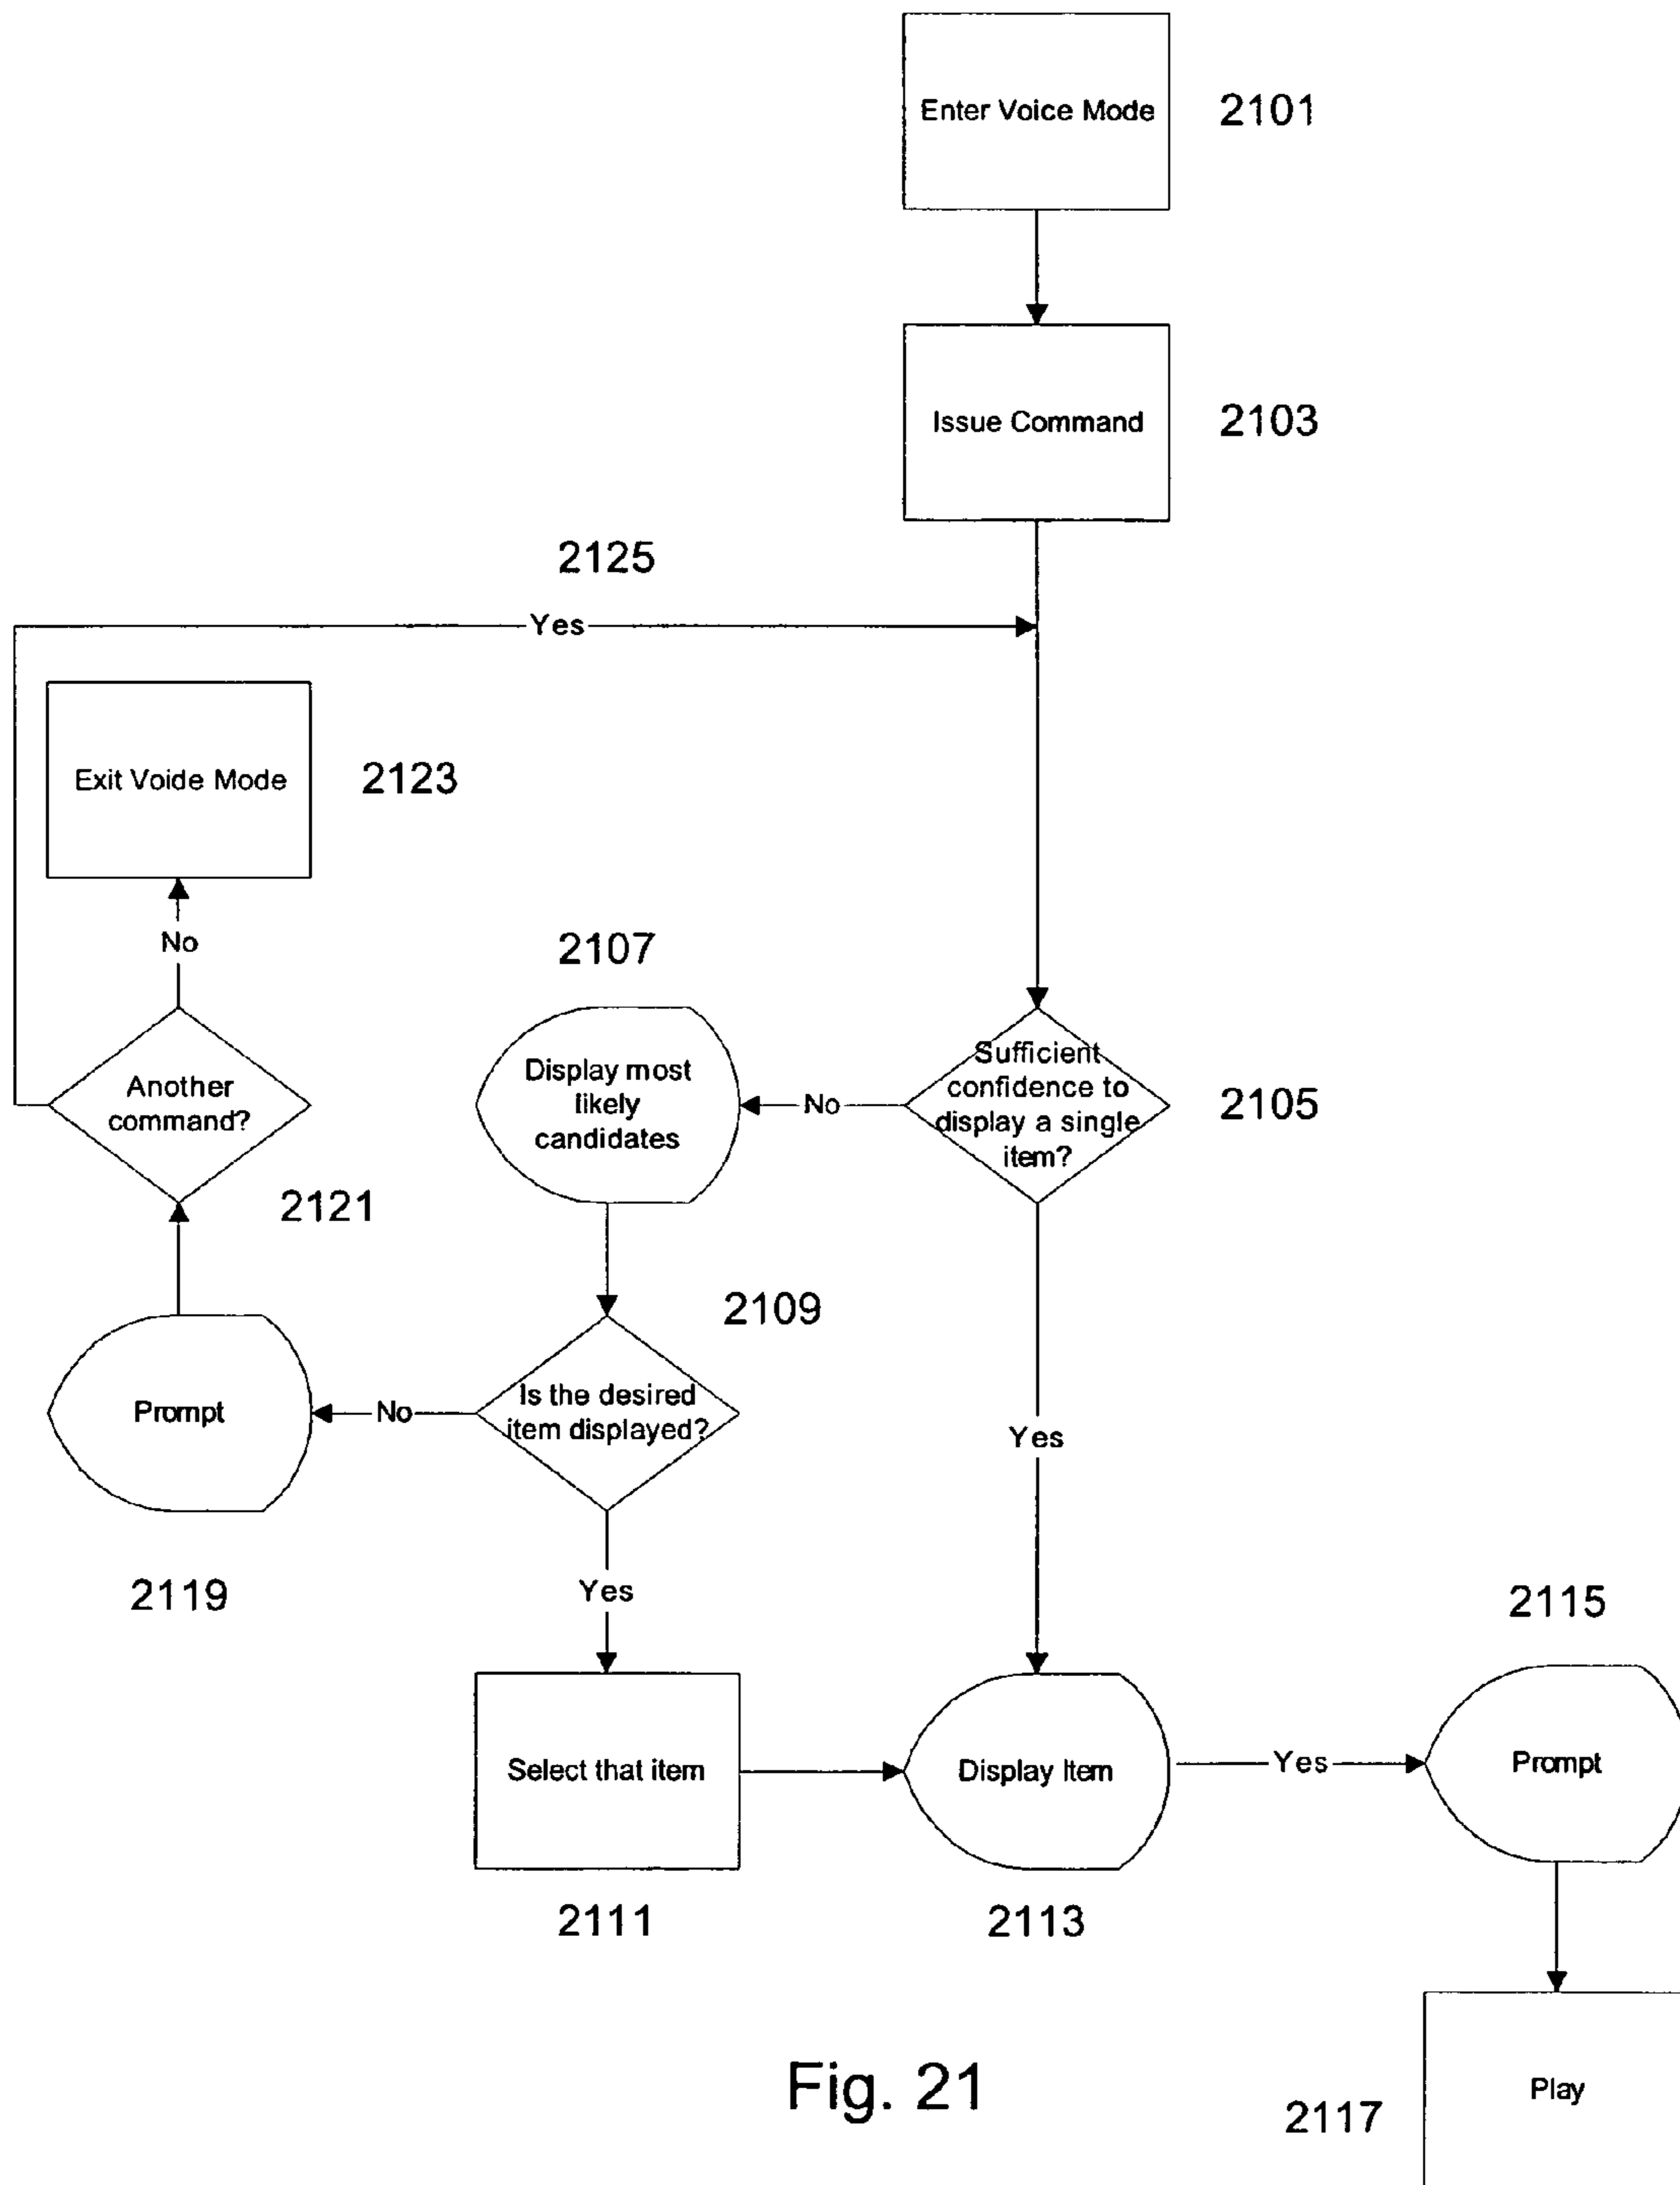 Enter Voice Mode
2101
Issue Command
2103
2125
Yes
Exit Voide Mode
2123
No
2107
Another
command?
2121
Display most
likely
candidates
No
Sufficient
confidence to
display a single
item?
2105
2109
Prompt
2119
No
Is the desired
item displayed?
Yes
Yes
2115
Select that item
2111
Display Item
2113
Yes
Prompt
Play
2117
Fig. 21